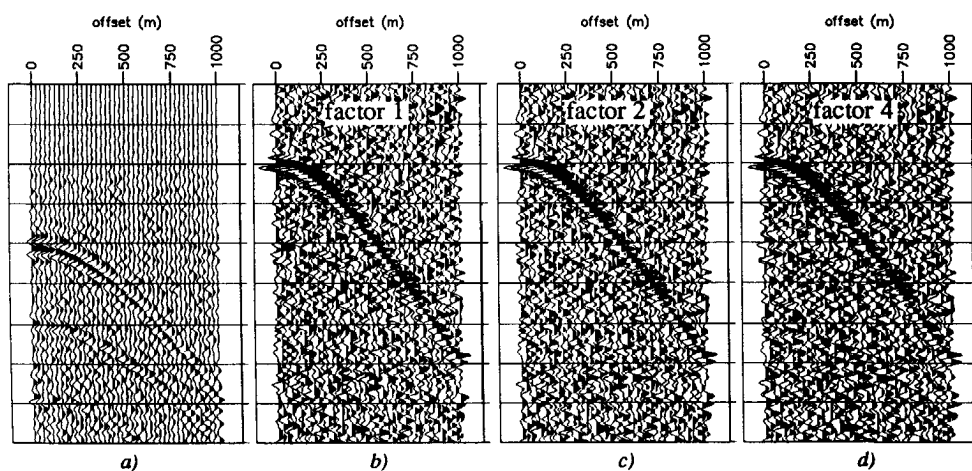 offset (m)
0 250 500 750 1000
a)
offset (m)
0 250 500 750 1000
factor 1
b)
offset (m)
0 250 500 750 1000
factor 2
c)
offset (m)
0 250 500 750 1000
factor 4
d)